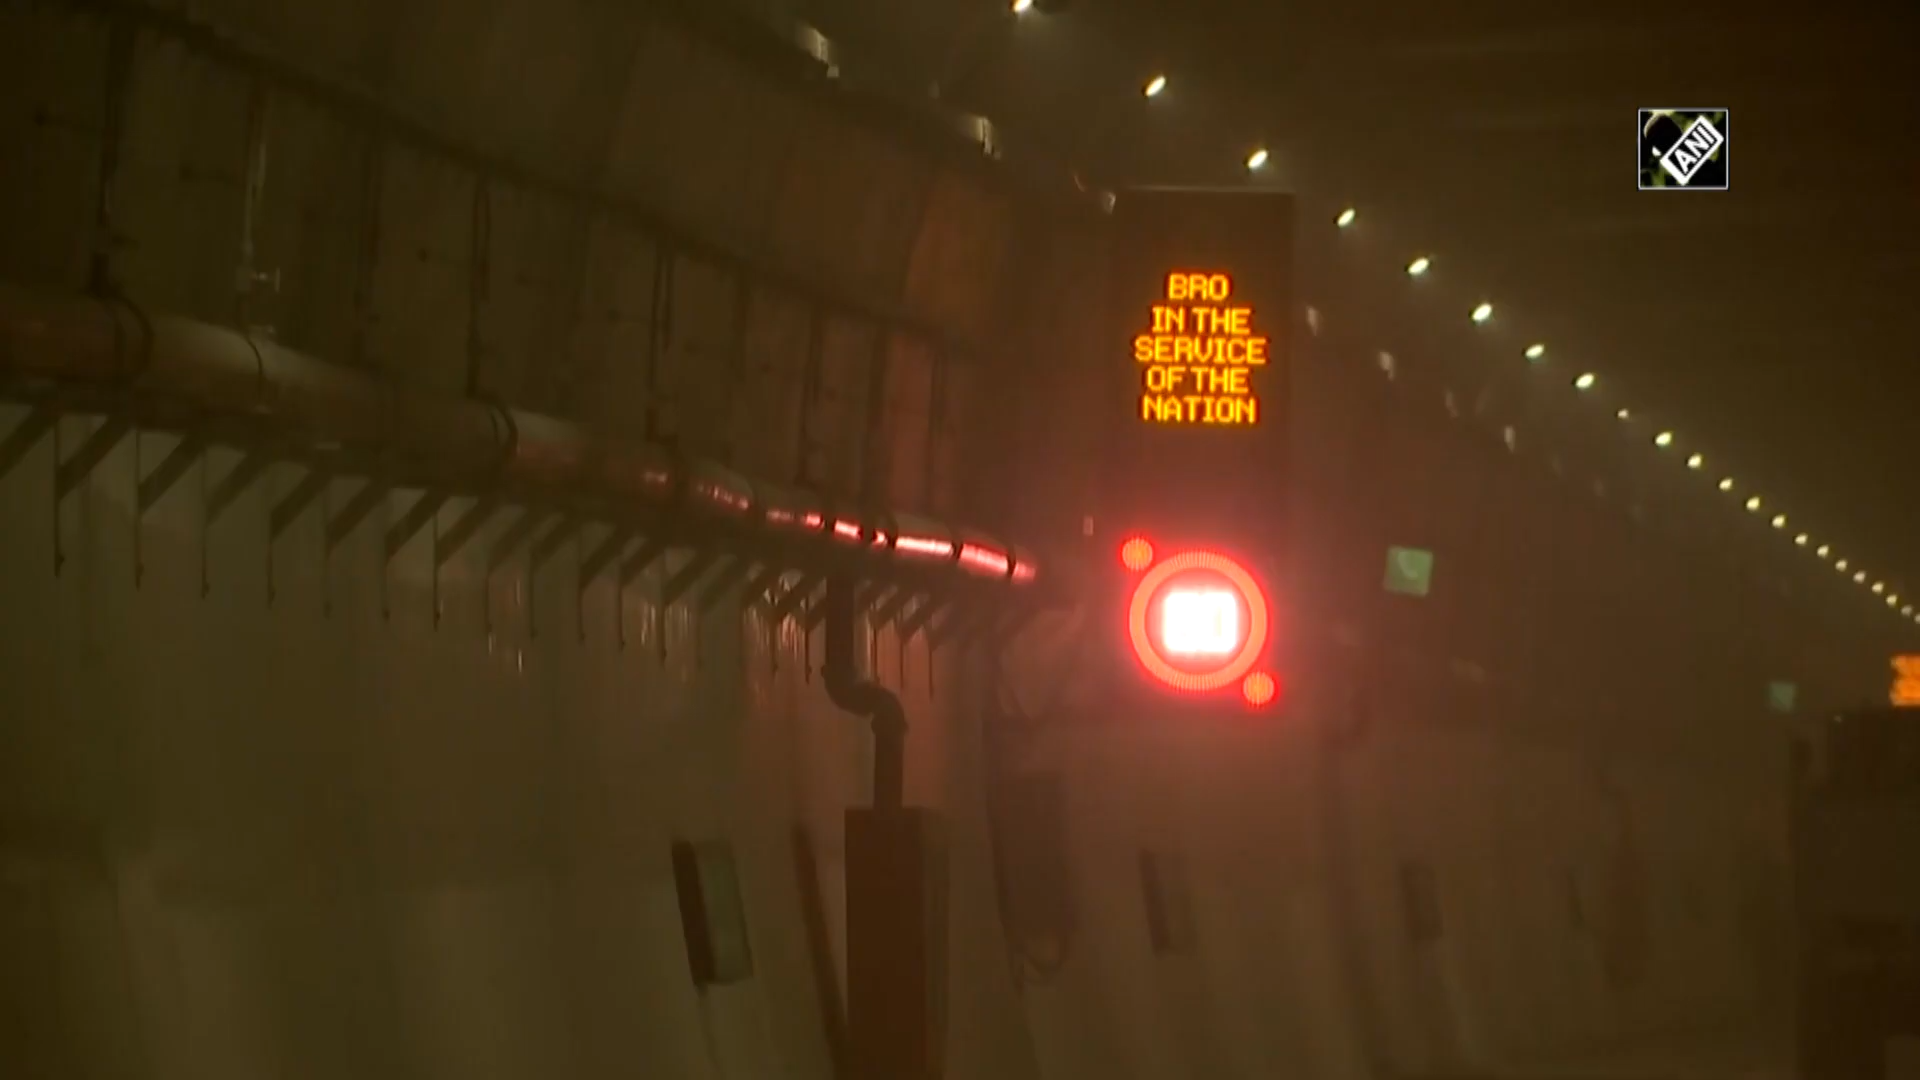 ANI
BRO
IN THE
SERVICE
OF THE
NATION